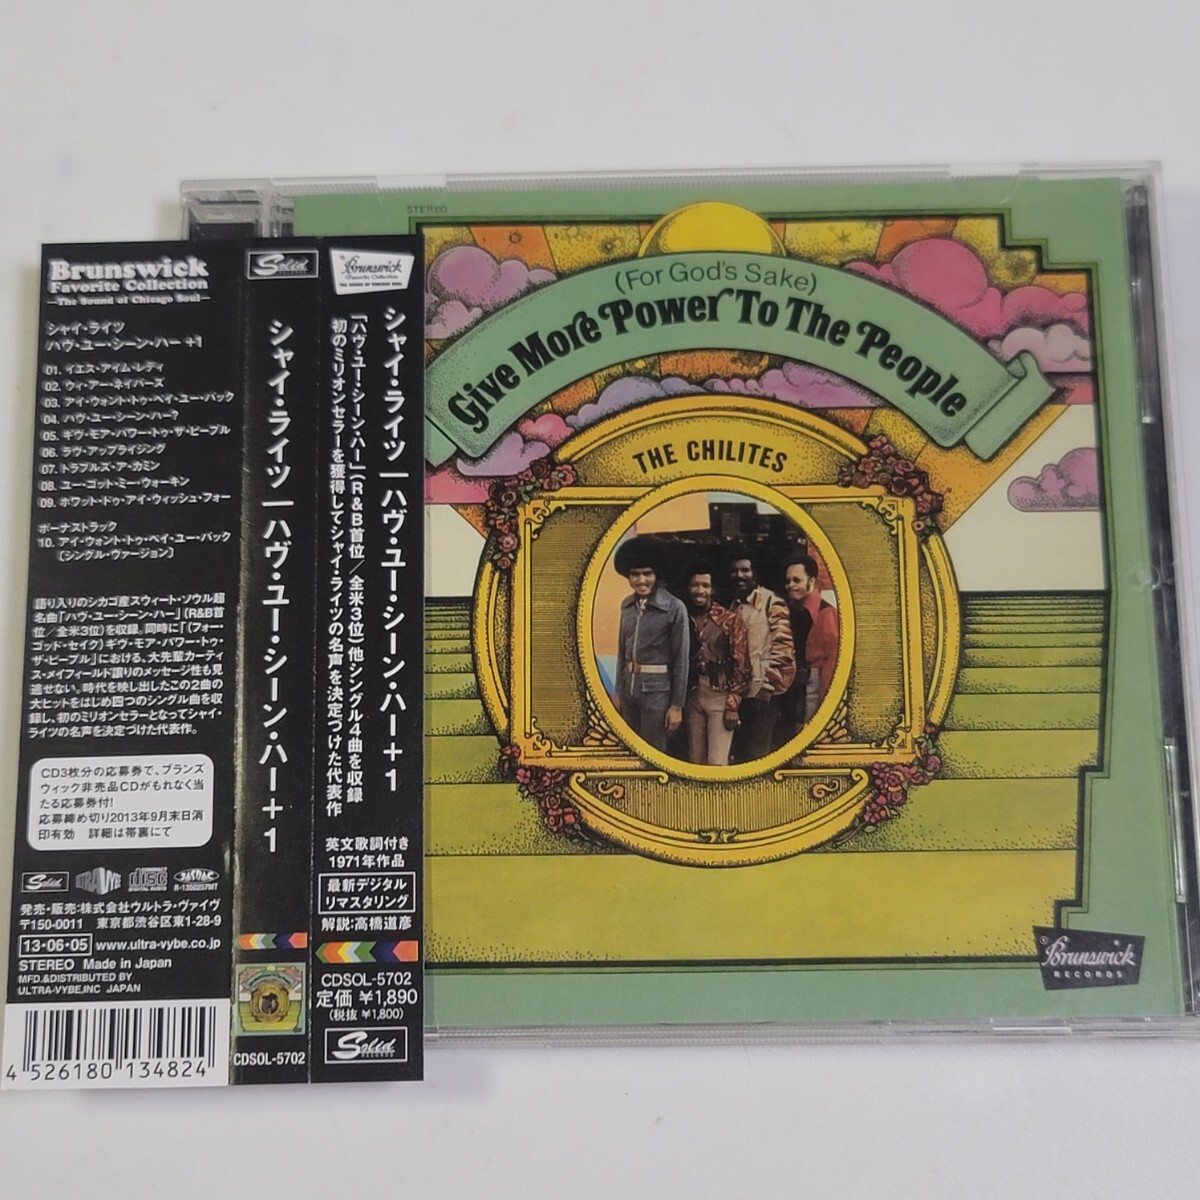 Brunswick
Favorite Collection
—The Sound of Chicago Soul—
シャイ・ライツ
ハヴ・ユー・シーン・ハー +1
01. イエス・アイム・レディ
02. ウィ・アー・ネイバーズ
03. アイ・ウォント・トゥ・ペイ・ユー・バック
04. ハヴ・ユー・シーン・ハー?
05. ギヴ・モア・パワー・トゥ・ザ・ピープル
06. ラヴ・アップライジング
07. トラブルズ・ア・カミン
08. ユー・ゴット・ミー・ウォーキン
09. ホワット・ドゥ・アイ・ウィッシュ・フォー
ボーナストラック
10. アイ・ウォント・トゥ・ペイ・ユー・バック
〔シングル・ヴァージョン〕
語り入りのシカゴ産スウィート・ソウル超
名曲「ハヴ・ユー・シーン・ハー」(R&B首
位/全米3位)を収録。同時に「(フォー・
ゴッド・セイク)ギヴ・モア・パワー・トゥ・
ザ・ピープル」における、大先輩カーティ
ス・メイフィールド譲りのメッセージ性も見
逃せない。時代を映し出したこの2曲の
大ヒットをはじめ四つのシングル曲を収
録し、初のミリオンセラーとなってシャイ・
ライツの名声を決定づけた代表作。
CD3枚分の応募券で、ブランズ
ウィック非売品CDがもれなく当
たる応募券付!
応募締め切り2013年9月末日消
印有効 詳細は帯裏にて
Solid
ULTRAVYBE
COMPACT
disc
DIGITAL AUDIO
JASRAC
R-1350257MT
発売・販売:株式会社ウルトラ・ヴァイヴ
〒150-0011 東京都渋谷区東1-28-9
13・06・05 www.ultra-vybe.co.jp
STEREO Made in Japan
MFD.&DISTRIBUTED BY
ULTRA-VYBE,INC JAPAN
4 526180 134824
Solid
RECORDS
シャイ・ライツ|ハヴ・ユー・シーン・ハー+1
CDSOL-5702
Brunswick
Favorite Collection
THE SOUND OF CHICAGO SOUL
シャイ・ライツ|ハヴ・ユー・シーン・ハー+1
「ハヴ・ユー・シーン・ハー」(R&B首位/全米3位)他シングル4曲を収録
初のミリオンセラーを獲得してシャイ・ライツの名声を決定づけた代表作
英文歌詞付き
1971年作品
最新デジタル
リマスタリング
解説:高橋道彦
CDSOL-5702
定価 ¥1,890
(税抜 ¥1,800)
Solid
RECORDS
STEREO
(For God's Sake)
Give More Power To The People
THE CHILITES
Brunswick
RECORDS